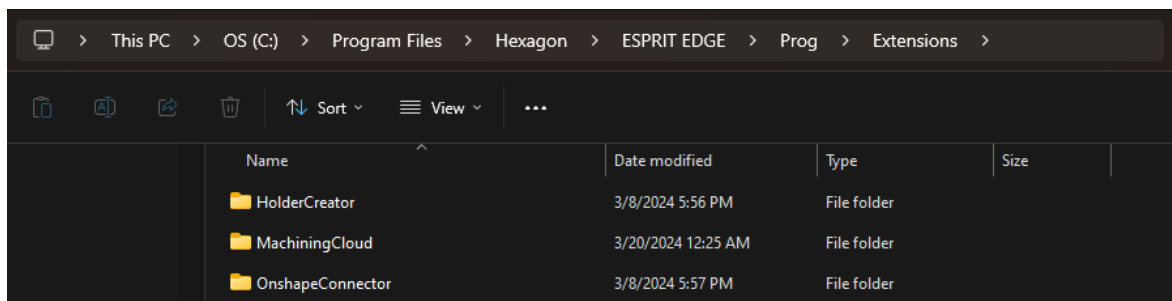 This PC > OS (C:) > Program Files > Hexagon > ESPRIT EDGE > Prog > Extensions >
Sort View ...
Name Date modified Type Size
HolderCreator 3/8/2024 5:56 PM File folder
MachiningCloud 3/20/2024 12:25 AM File folder
OnshapeConnector 3/8/2024 5:57 PM File folder